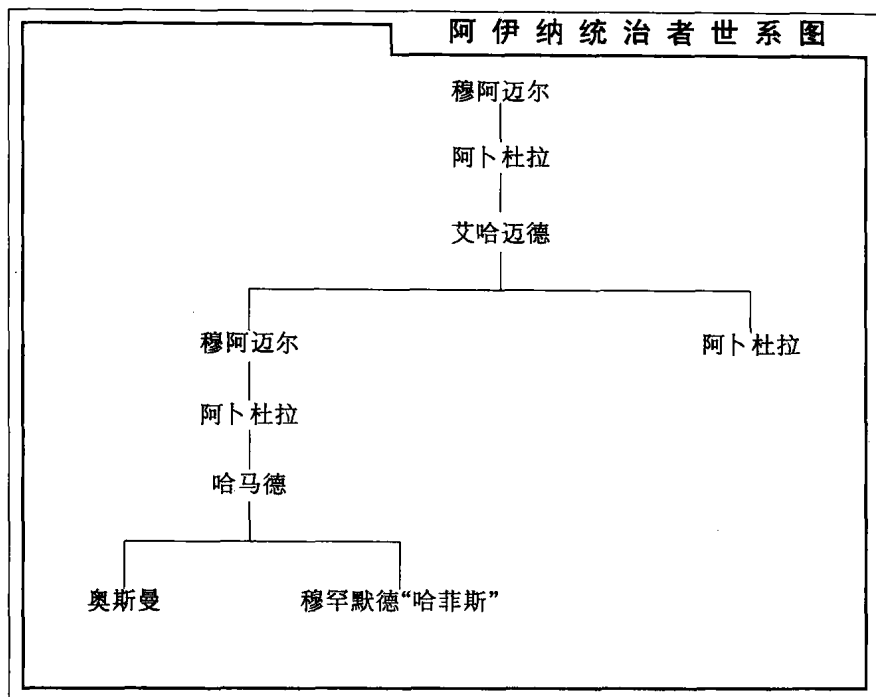 阿伊纳统治者世系图
穆阿迈尔
阿卜杜拉
艾哈迈德
穆阿迈尔
阿卜杜拉
阿卜杜拉
哈马德
奥斯曼
穆罕默德“哈菲斯”